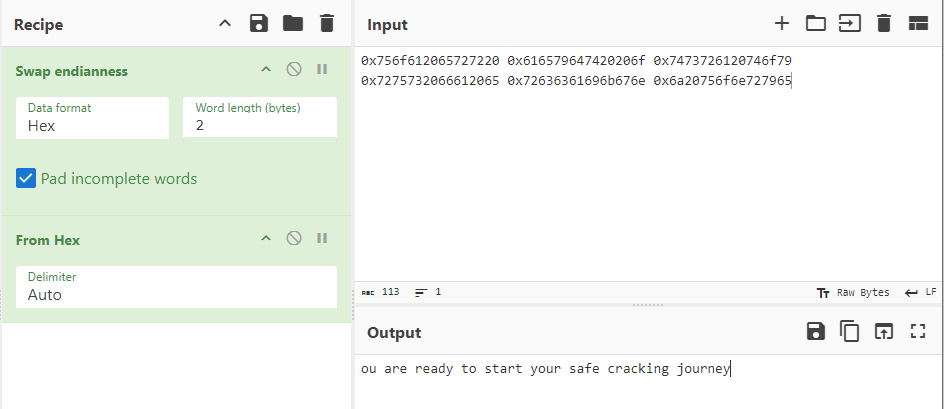 Recipe
Swap endianness
Data format
Hex
Word length (bytes)
2
Pad incomplete words
From Hex
Delimiter
Auto
Input
0x756f612065727220 0x616579647420206f 0x7473726120746f79
0x7275732066612065 0x72636361696b676e 0x6a20756f6e727965
ABC 113
1
Tт Raw Bytes
LF
Output
ou are ready to start your safe cracking journey